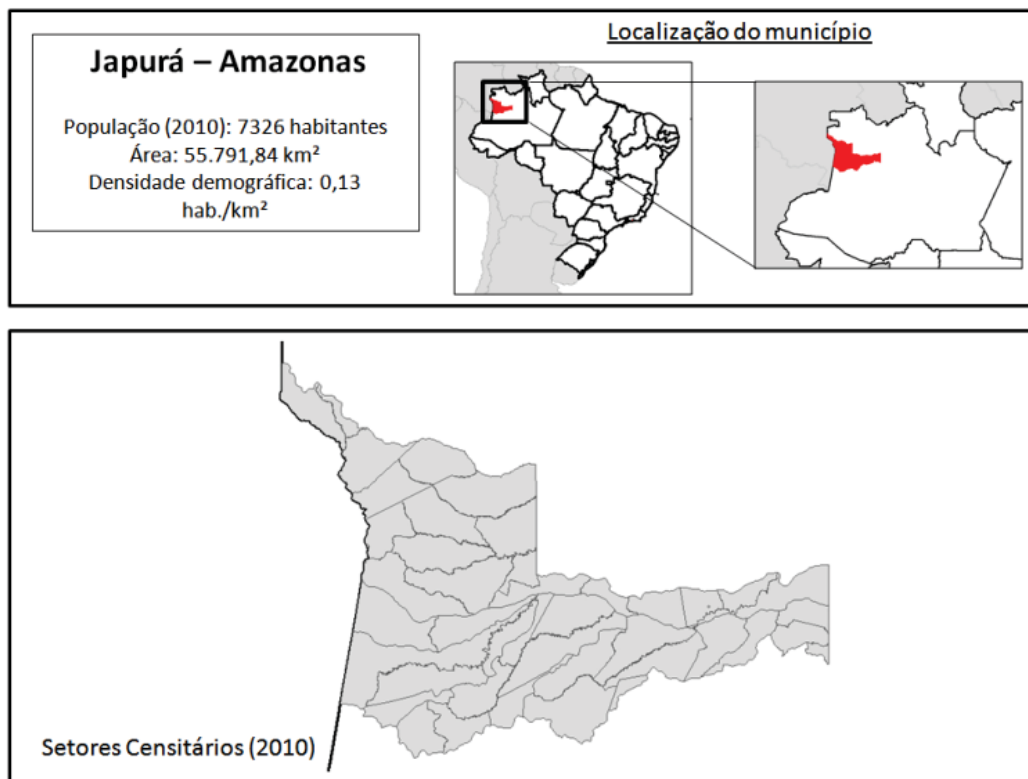 Japurá – Amazonas
População (2010): 7326 habitantes
Área: 55.791,84 km²
Densidade demográfica: 0,13
hab./km²
Localização do município
Setores Censitários (2010)